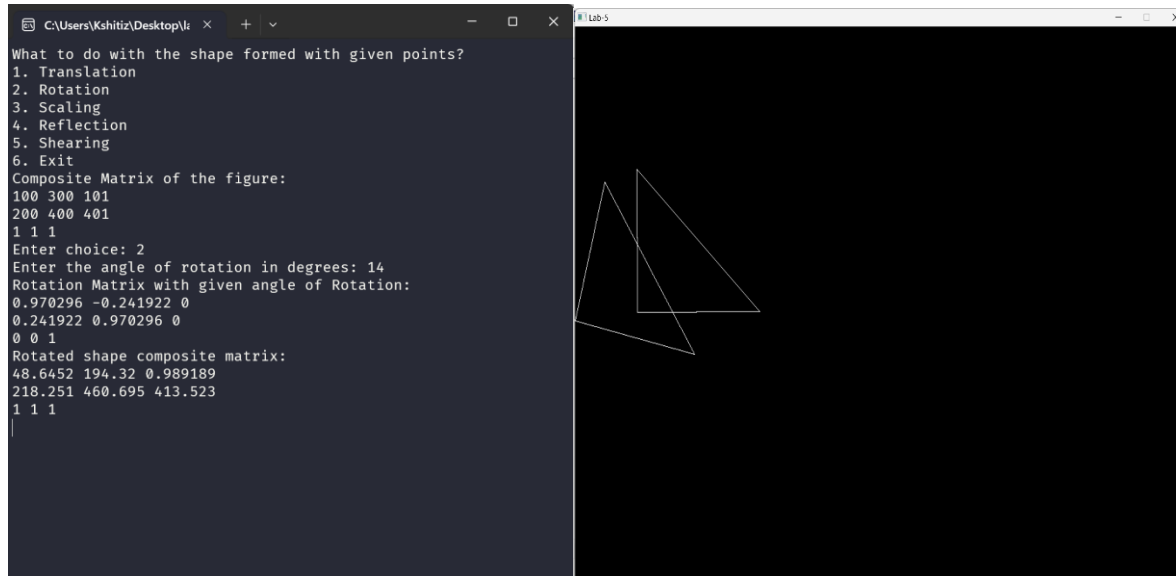 C:\Users\Kshitiz\Desktop\la
What to do with the shape formed with given points?
1. Translation
2. Rotation
3. Scaling
4. Reflection
5. Shearing
6. Exit
Composite Matrix of the figure:
100 300 101
200 400 401
1 1 1
Enter choice: 2
Enter the angle of rotation in degrees: 14
Rotation Matrix with given angle of Rotation:
0.970296 -0.241922 0
0.241922 0.970296 0
0 0 1
Rotated shape composite matrix:
48.6452 194.32 0.989189
218.251 460.695 413.523
1 1 1
Lab-5